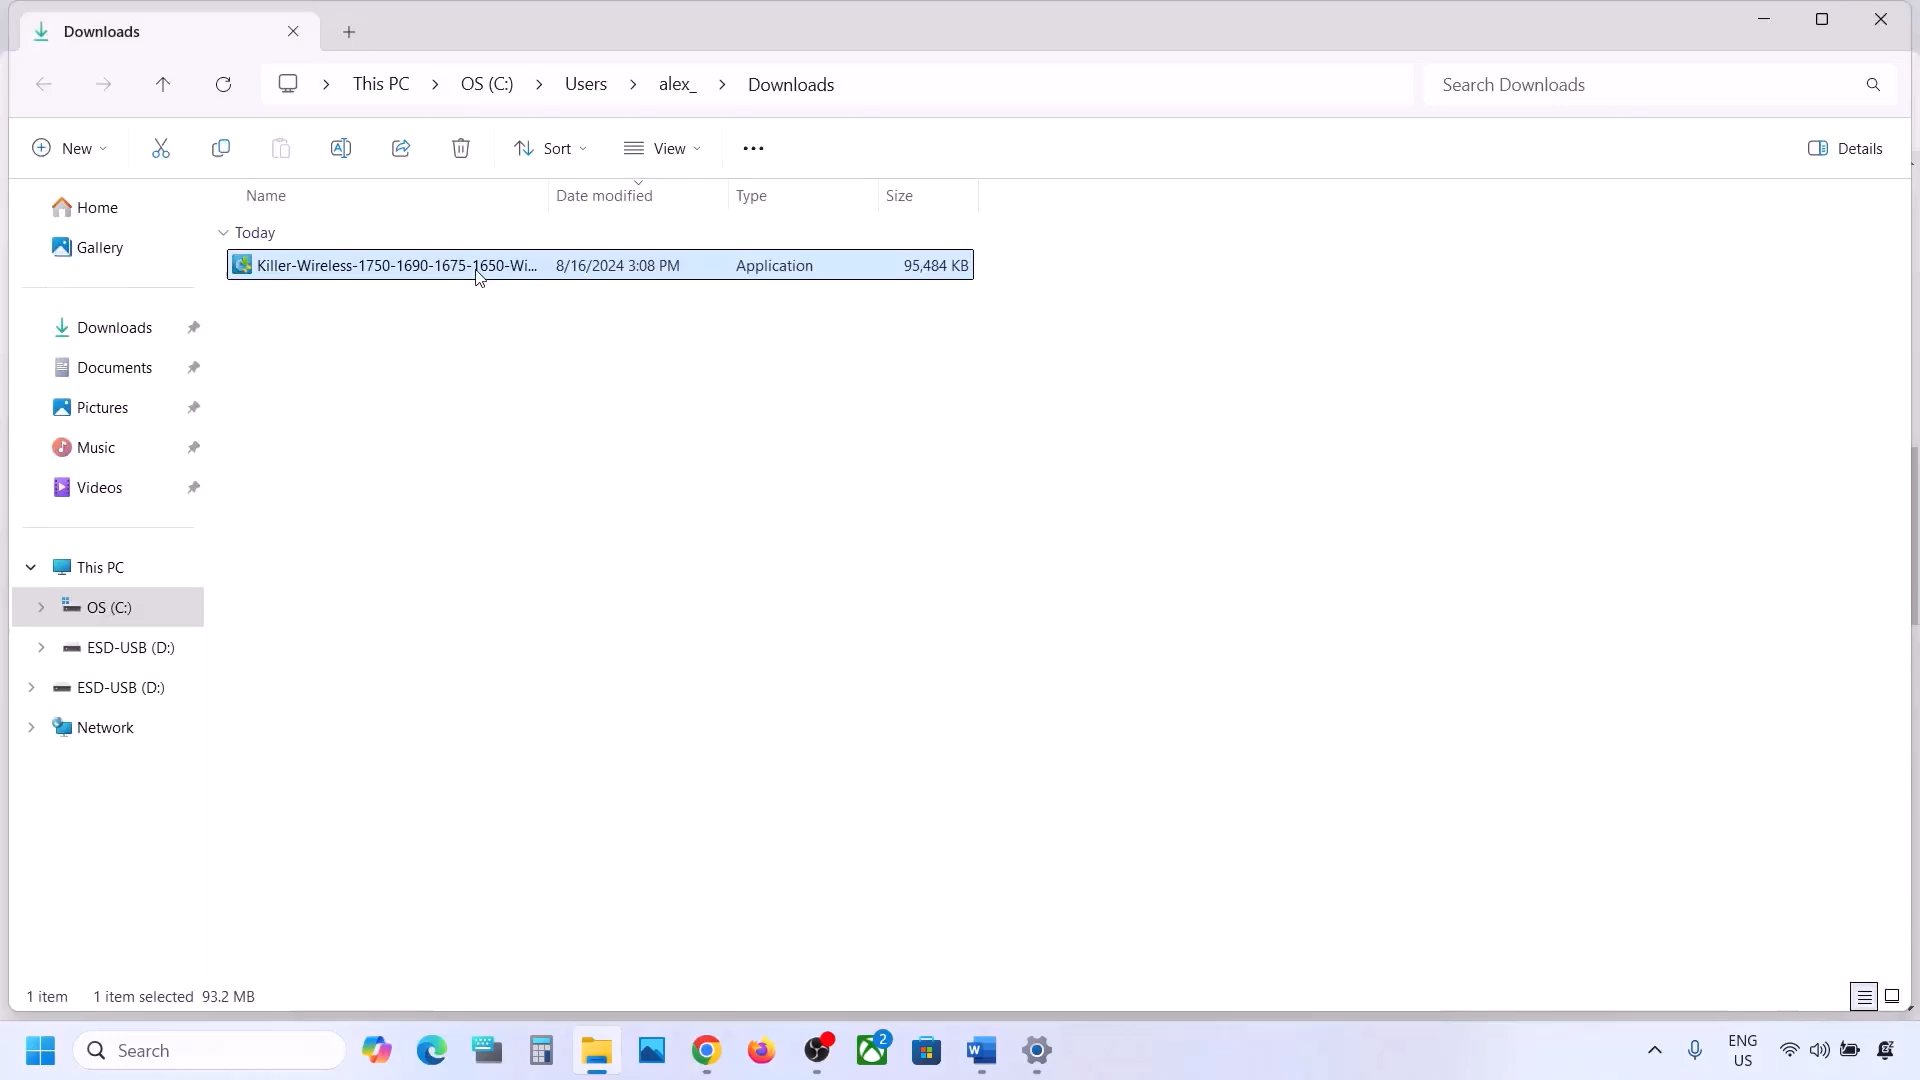 Downloads
This PC
OS (C:)
Users
alex_
Downloads
Search Downloads
New
Sort
View
Details
Home
Gallery
Downloads
Documents
Pictures
Music
Videos
This PC
OS (C:)
ESD-USB (D:)
ESD-USB (D:)
Network
Name Date modified Type Size
Today
Killer-Wireless-1750-1690-1675-1650-Wi... 8/16/2024 3:08 PM Application 95,484 KB
1 item 1 item selected 93.2 MB
Search
2
ENG
US